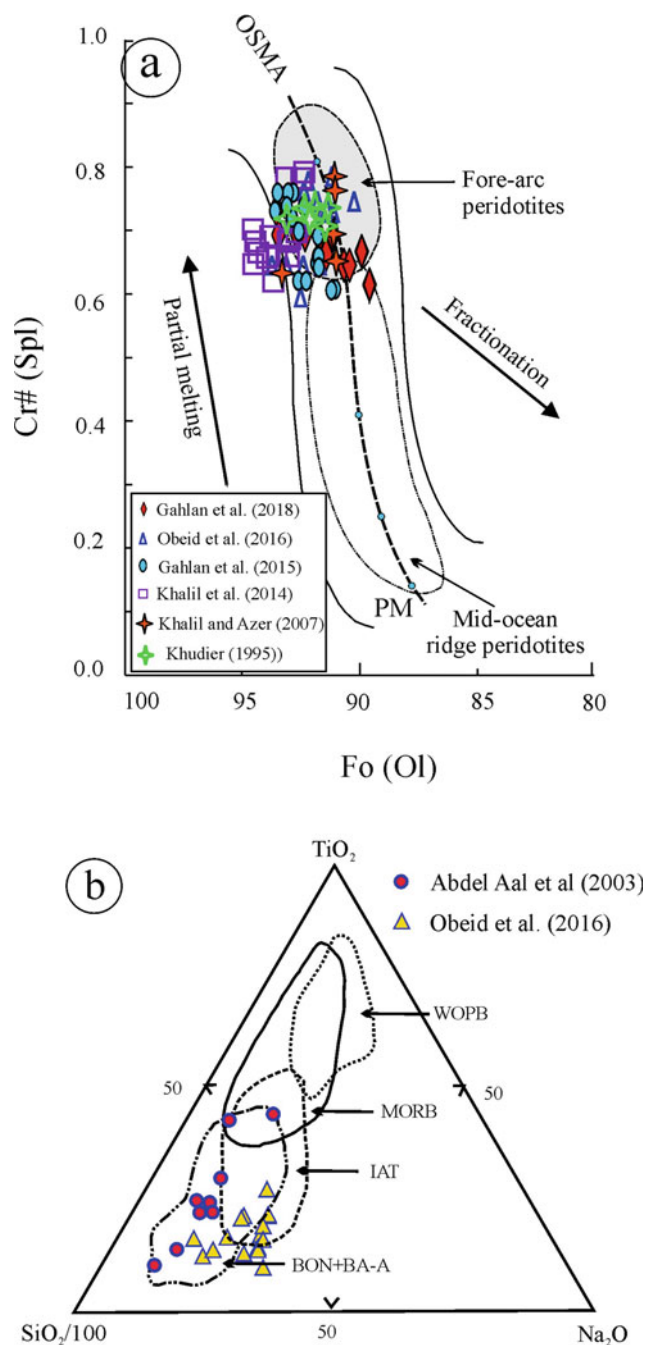 a
1.0
0.8
0.6
0.4
0.2
0.0
Cr# (Spl)
OSMA
Fore-arc
peridotites
Partial melting
Fractionation
Gahlan et al. (2018)
Obeid et al. (2016)
Gahlan et al. (2015)
Khalil et al. (2014)
Khalil and Azer (2007)
Khudier (1995))
PM
Mid-ocean
ridge peridotites
100
95
90
85
80
Fo (Ol)
b
TiO₂
Abdel Aal et al (2003)
Obeid et al. (2016)
WOPB
50
50
MORB
IAT
BON+BA-A
SiO₂/100
50
Na₂O